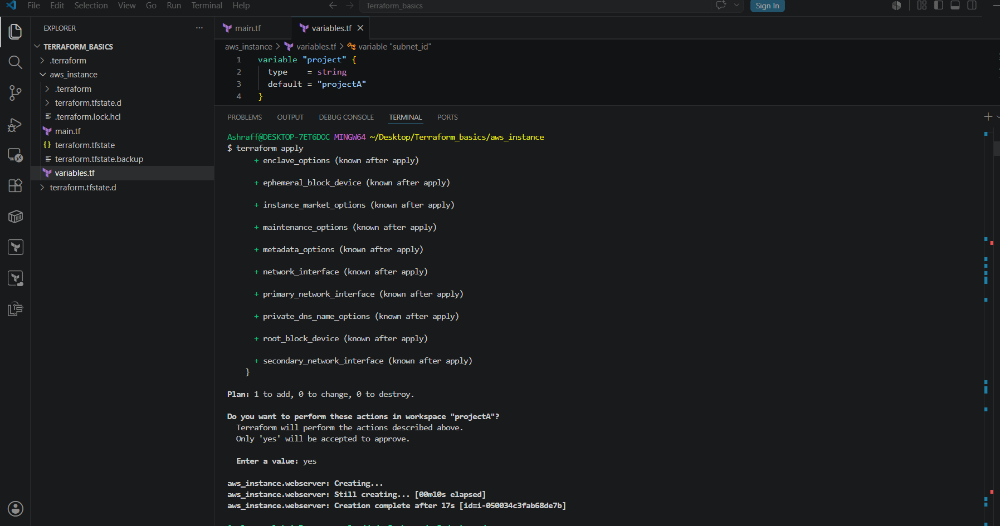 File Edit Selection View Go Run Terminal Help
Terraform_basics
Sign In
EXPLORER
TERRAFORM_BASICS
.terraform
aws_instance
.terraform
terraform.tfstate.d
.terraform.lock.hcl
main.tf
terraform.tfstate
terraform.tfstate.backup
variables.tf
terraform.tfstate.d
main.tf
variables.tf
aws_instance > variables.tf > variable "subnet_id"
1 variable "project" {
2 type    = string
3 default = "projectA"
4 }
PROBLEMS OUTPUT DEBUG CONSOLE TERMINAL PORTS
Ashraff@DESKTOP-7ET6DOC MINGW64 ~/Desktop/Terraform_basics/aws_instance
$ terraform apply
+ enclave_options (known after apply)
+ ephemeral_block_device (known after apply)
+ instance_market_options (known after apply)
+ maintenance_options (known after apply)
+ metadata_options (known after apply)
+ network_interface (known after apply)
+ primary_network_interface (known after apply)
+ private_dns_name_options (known after apply)
+ root_block_device (known after apply)
+ secondary_network_interface (known after apply)
}
Plan: 1 to add, 0 to change, 0 to destroy.
Do you want to perform these actions in workspace "projectA"?
Terraform will perform the actions described above.
Only 'yes' will be accepted to approve.
Enter a value: yes
aws_instance.webserver: Creating...
aws_instance.webserver: Still creating... [00m10s elapsed]
aws_instance.webserver: Creation complete after 17s [id=i-050034c3fab68de7b]